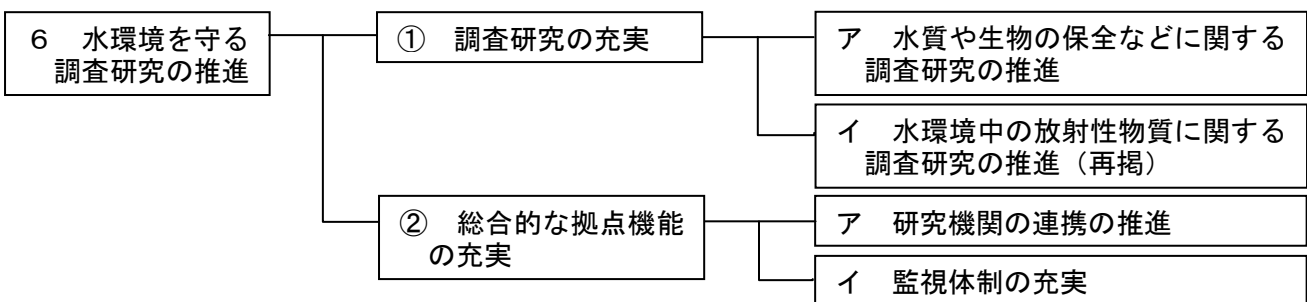 ６　水環境を守る
調査研究の推進
①　調査研究の充実
ア　水質や生物の保全などに関する
調査研究の推進
イ　水環境中の放射性物質に関する
調査研究の推進（再掲）
②　総合的な拠点機能
の充実
ア　研究機関の連携の推進
イ　監視体制の充実